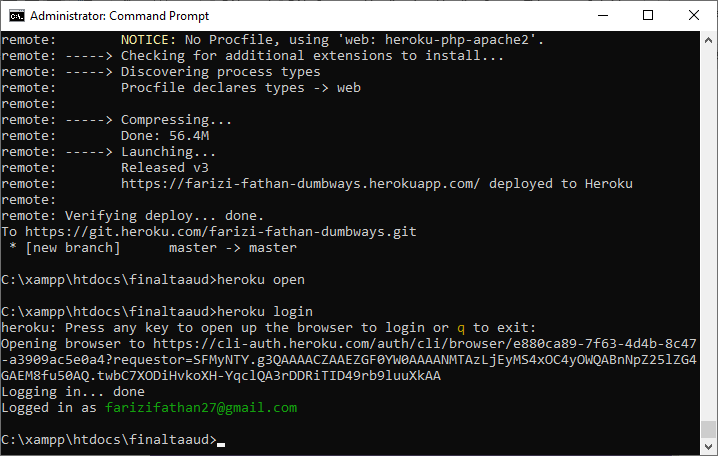 Administrator: Command Prompt
remote:        NOTICE: No Procfile, using 'web: heroku-php-apache2'.
remote: -----> Checking for additional extensions to install...
remote: -----> Discovering process types
remote:        Procfile declares types -> web
remote:
remote: -----> Compressing...
remote:        Done: 56.4M
remote: -----> Launching...
remote:        Released v3
remote:        https://farizi-fathan-dumbways.herokuapp.com/ deployed to Heroku
remote:
remote: Verifying deploy... done.
To https://git.heroku.com/farizi-fathan-dumbways.git
 * [new branch]      master -> master
C:\xampp\htdocs\finaltaaud>heroku open
C:\xampp\htdocs\finaltaaud>heroku login
heroku: Press any key to open up the browser to login or q to exit:
Opening browser to https://cli-auth.heroku.com/auth/cli/browser/e880ca89-7f63-4d4b-8c47
-a3909ac5e0a4?requestor=SFMyNTY.g3QAAAACZAAEZGF0YW0AAAANMTAzLjEyMS4xOC4yOWQABnNpZ25lZG4
GAEM8fu50AQ.twbC7XODiHvkoXH-YqclQA3rDDRiTID49rb9luuXkAA
Logging in... done
Logged in as farizifathan27@gmail.com
C:\xampp\htdocs\finaltaaud>